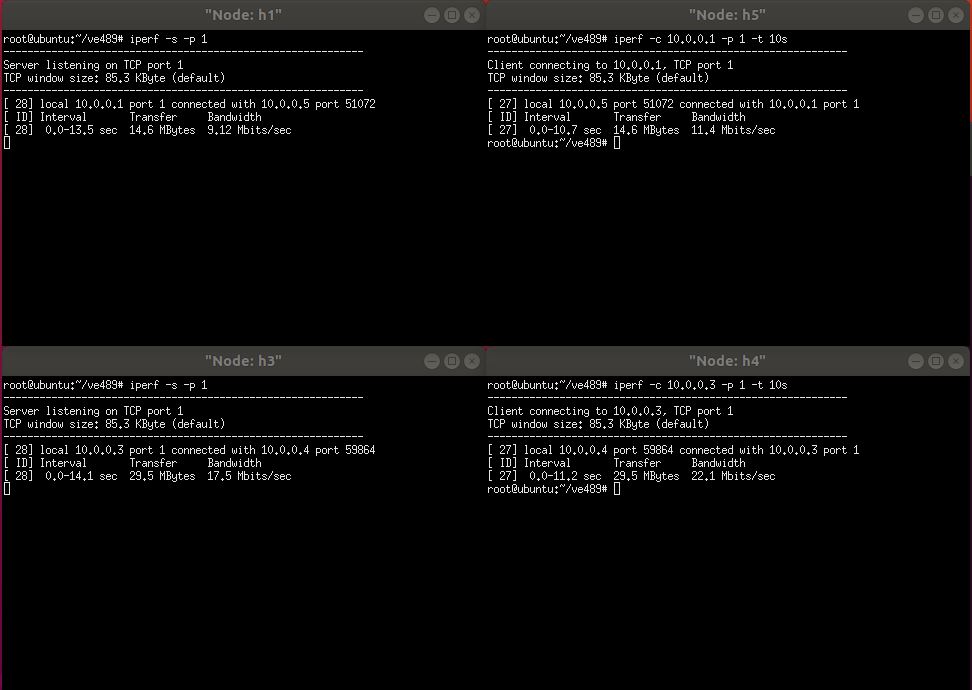 "Node: h1"
root@ubuntu:~/ve489# iperf -s -p 1
------------------------------------------------------------
Server listening on TCP port 1
TCP window size: 85.3 KByte (default)
------------------------------------------------------------
[ 28] local 10.0.0.1 port 1 connected with 10.0.0.5 port 51072
[ ID] Interval       Transfer     Bandwidth
[ 28]  0.0-13.5 sec  14.6 MBytes  9.12 Mbits/sec
"Node: h5"
root@ubuntu:~/ve489# iperf -c 10.0.0.1 -p 1 -t 10s
------------------------------------------------------------
Client connecting to 10.0.0.1, TCP port 1
TCP window size: 85.3 KByte (default)
------------------------------------------------------------
[ 27] local 10.0.0.5 port 51072 connected with 10.0.0.1 port 1
[ ID] Interval       Transfer     Bandwidth
[ 27]  0.0-10.7 sec  14.6 MBytes  11.4 Mbits/sec
root@ubuntu:~/ve489#
"Node: h3"
root@ubuntu:~/ve489# iperf -s -p 1
------------------------------------------------------------
Server listening on TCP port 1
TCP window size: 85.3 KByte (default)
------------------------------------------------------------
[ 28] local 10.0.0.3 port 1 connected with 10.0.0.4 port 59864
[ ID] Interval       Transfer     Bandwidth
[ 28]  0.0-14.1 sec  29.5 MBytes  17.5 Mbits/sec
"Node: h4"
root@ubuntu:~/ve489# iperf -c 10.0.0.3 -p 1 -t 10s
------------------------------------------------------------
Client connecting to 10.0.0.3, TCP port 1
TCP window size: 85.3 KByte (default)
------------------------------------------------------------
[ 27] local 10.0.0.4 port 59864 connected with 10.0.0.3 port 1
[ ID] Interval       Transfer     Bandwidth
[ 27]  0.0-11.2 sec  29.5 MBytes  22.1 Mbits/sec
root@ubuntu:~/ve489#